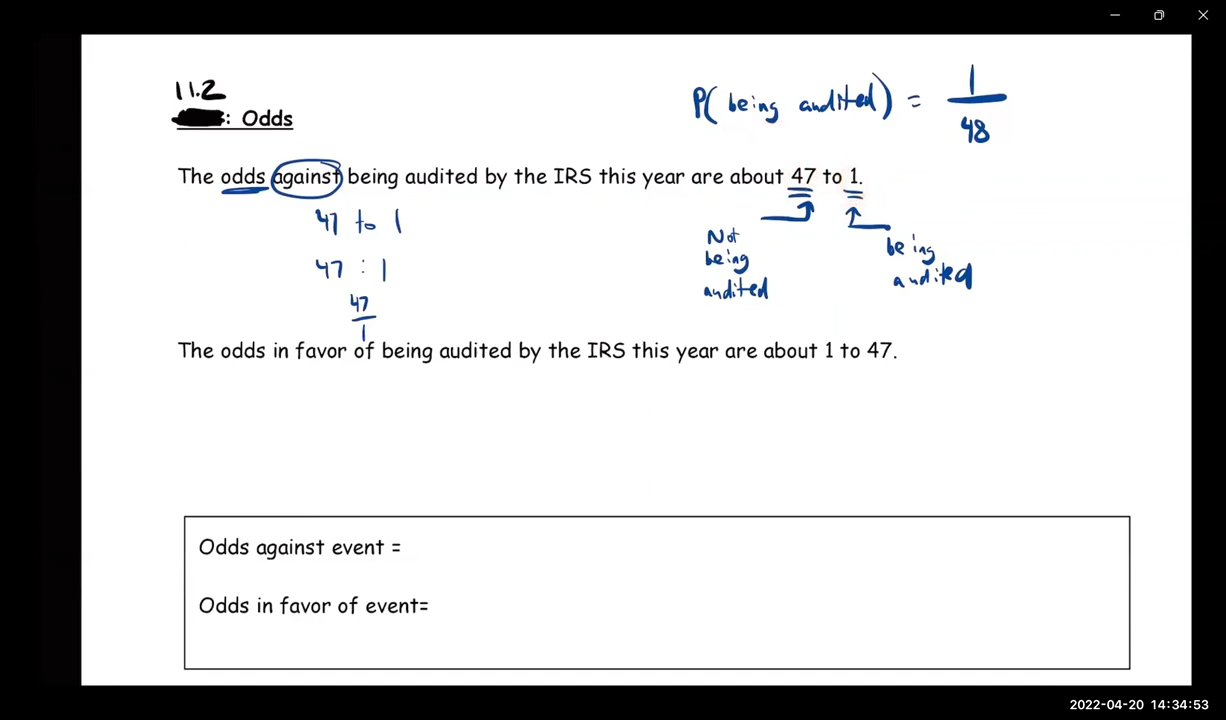 11.2
: Odds
P( being audited) = 1/48
The odds against being audited by the IRS this year are about 47 to 1.
47 to 1
47 : 1
47/1
Not
being
audited
being
audited
The odds in favor of being audited by the IRS this year are about 1 to 47.
Odds against event =
Odds in favor of event=
2022-04-20 14:34:53